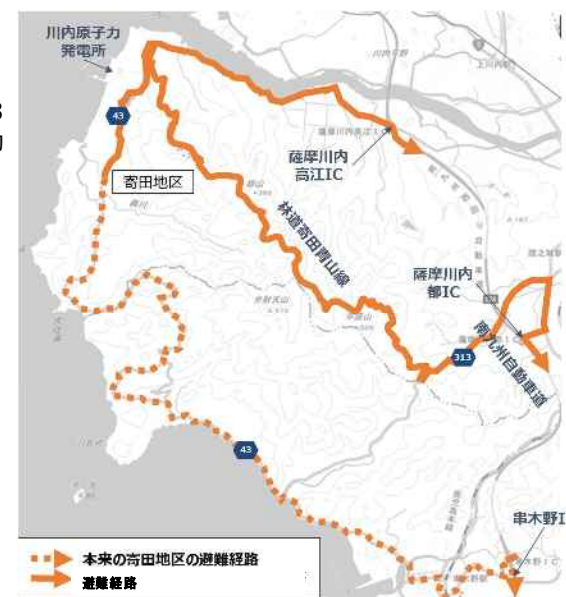 川内原子力
発電所
43
寄田地区
薩摩川内
高江IC
林道寄田青山線
薩摩川内
都IC
313
南九州自動車道
43
串木野I
本来の寄田地区の避難経路
避難経路